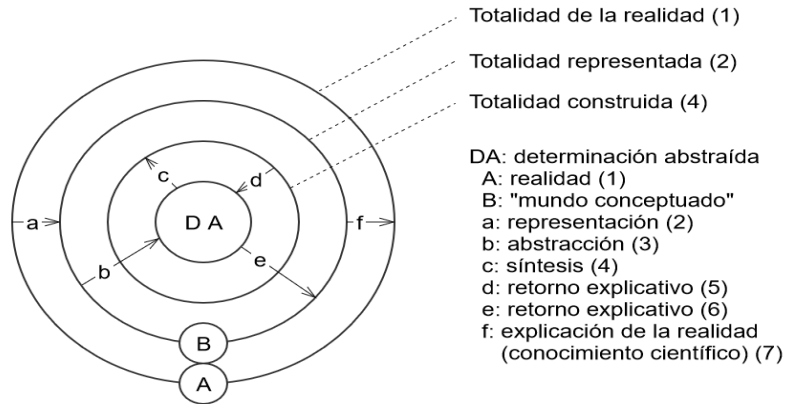 Totalidad de la realidad (1)
Totalidad representada (2)
Totalidad construida (4)
c
d
D A
a
f
b
e
B
A
DA: determinación abstraída
A: realidad (1)
B: "mundo conceptuado"
a: representación (2)
b: abstracción (3)
c: síntesis (4)
d: retorno explicativo (5)
e: retorno explicativo (6)
f: explicación de la realidad
(conocimiento científico) (7)